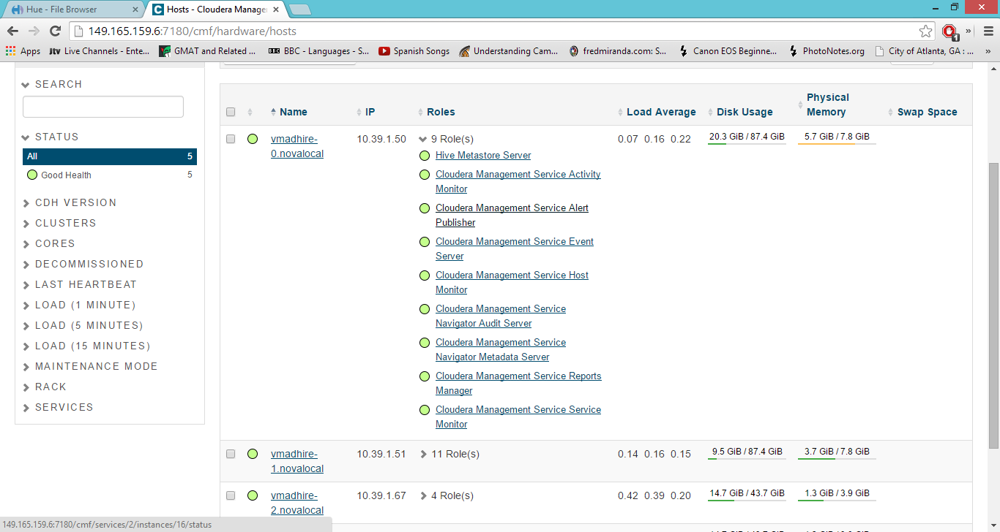 Hue - File Browser
Hosts - Cloudera Manage
149.165.159.6:7180/cmf/hardware/hosts
1
Apps
jtv Live Channels - Ente...
GMAT and Related ...
BBC BBC - Languages - S...
Spanish Songs
Understanding Cam...
fredmiranda.com: S...
Canon EOS Beginne...
PhotoNotes.org
City of Atlanta, GA : ...
SEARCH
STATUS
All 5
Good Health 5
CDH VERSION
CLUSTERS
CORES
DECOMMISSIONED
LAST HEARTBEAT
LOAD (1 MINUTE)
LOAD (5 MINUTES)
LOAD (15 MINUTES)
MAINTENANCE MODE
RACK
SERVICES
Name IP Roles Load Average Disk Usage Physical Memory Swap Space
vmadhire-
0.novalocal
10.39.1.50
9 Role(s)
Hive Metastore Server
Cloudera Management Service Activity
Monitor
Cloudera Management Service Alert
Publisher
Cloudera Management Service Event
Server
Cloudera Management Service Host
Monitor
Cloudera Management Service
Navigator Audit Server
Cloudera Management Service
Navigator Metadata Server
Cloudera Management Service Reports
Manager
Cloudera Management Service Service
Monitor
0.07 0.16 0.22
20.3 GiB / 87.4 GiB
5.7 GiB / 7.8 GiB
vmadhire-
1.novalocal
10.39.1.51
11 Role(s)
0.14 0.16 0.15
9.5 GiB / 87.4 GiB
3.7 GiB / 7.8 GiB
vmadhire-
2.novalocal
10.39.1.67
4 Role(s)
0.42 0.39 0.20
14.7 GiB / 43.7 GiB
1.3 GiB / 3.9 GiB
149.165.159.6:7180/cmf/services/2/instances/16/status